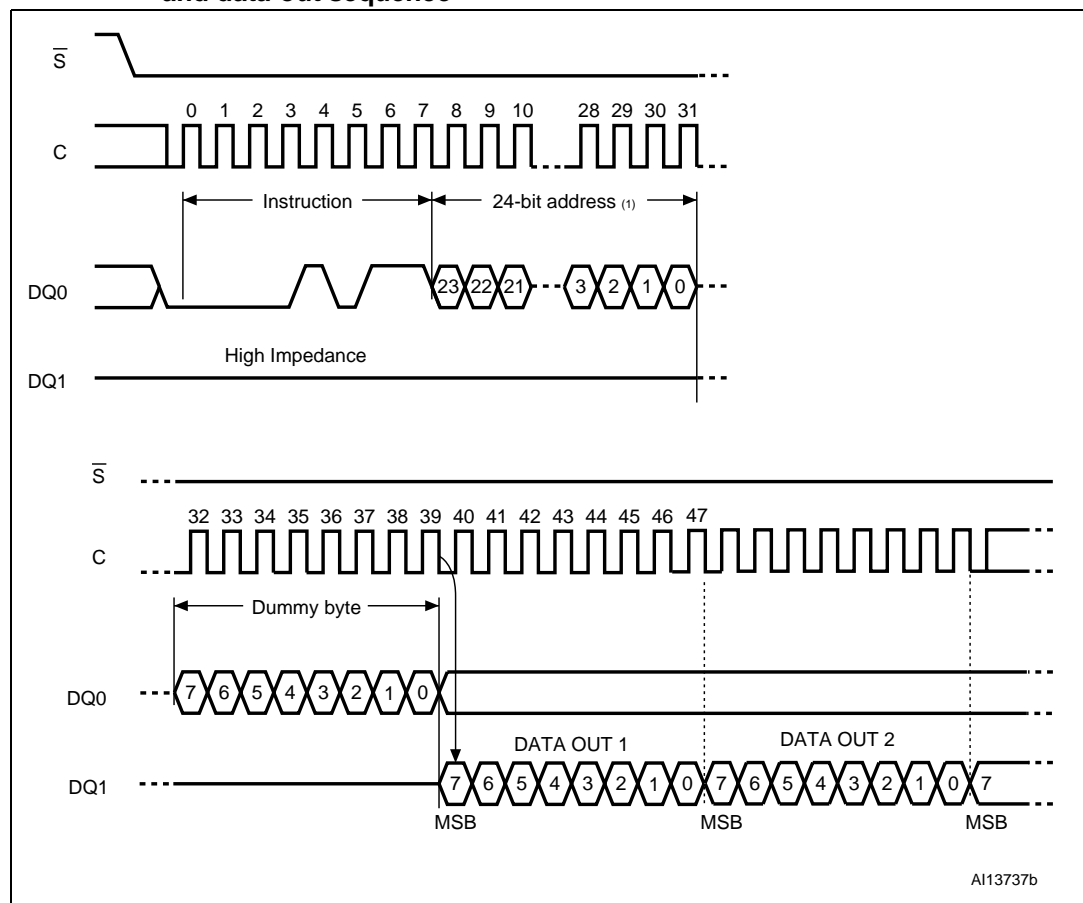 and data-out sequence
S
0 1 2 3 4 5 6 7 8 9 10 28 29 30 31
C
Instruction 24-bit address (1)
DQ0 23 22 21 3 2 1 0
High Impedance
DQ1
S
32 33 34 35 36 37 38 39 40 41 42 43 44 45 46 47
C
Dummy byte
DQ0 7 6 5 4 3 2 1 0
DATA OUT 1 DATA OUT 2
DQ1 7 6 5 4 3 2 1 0 7 6 5 4 3 2 1 0 7
MSB MSB MSB
AI13737b